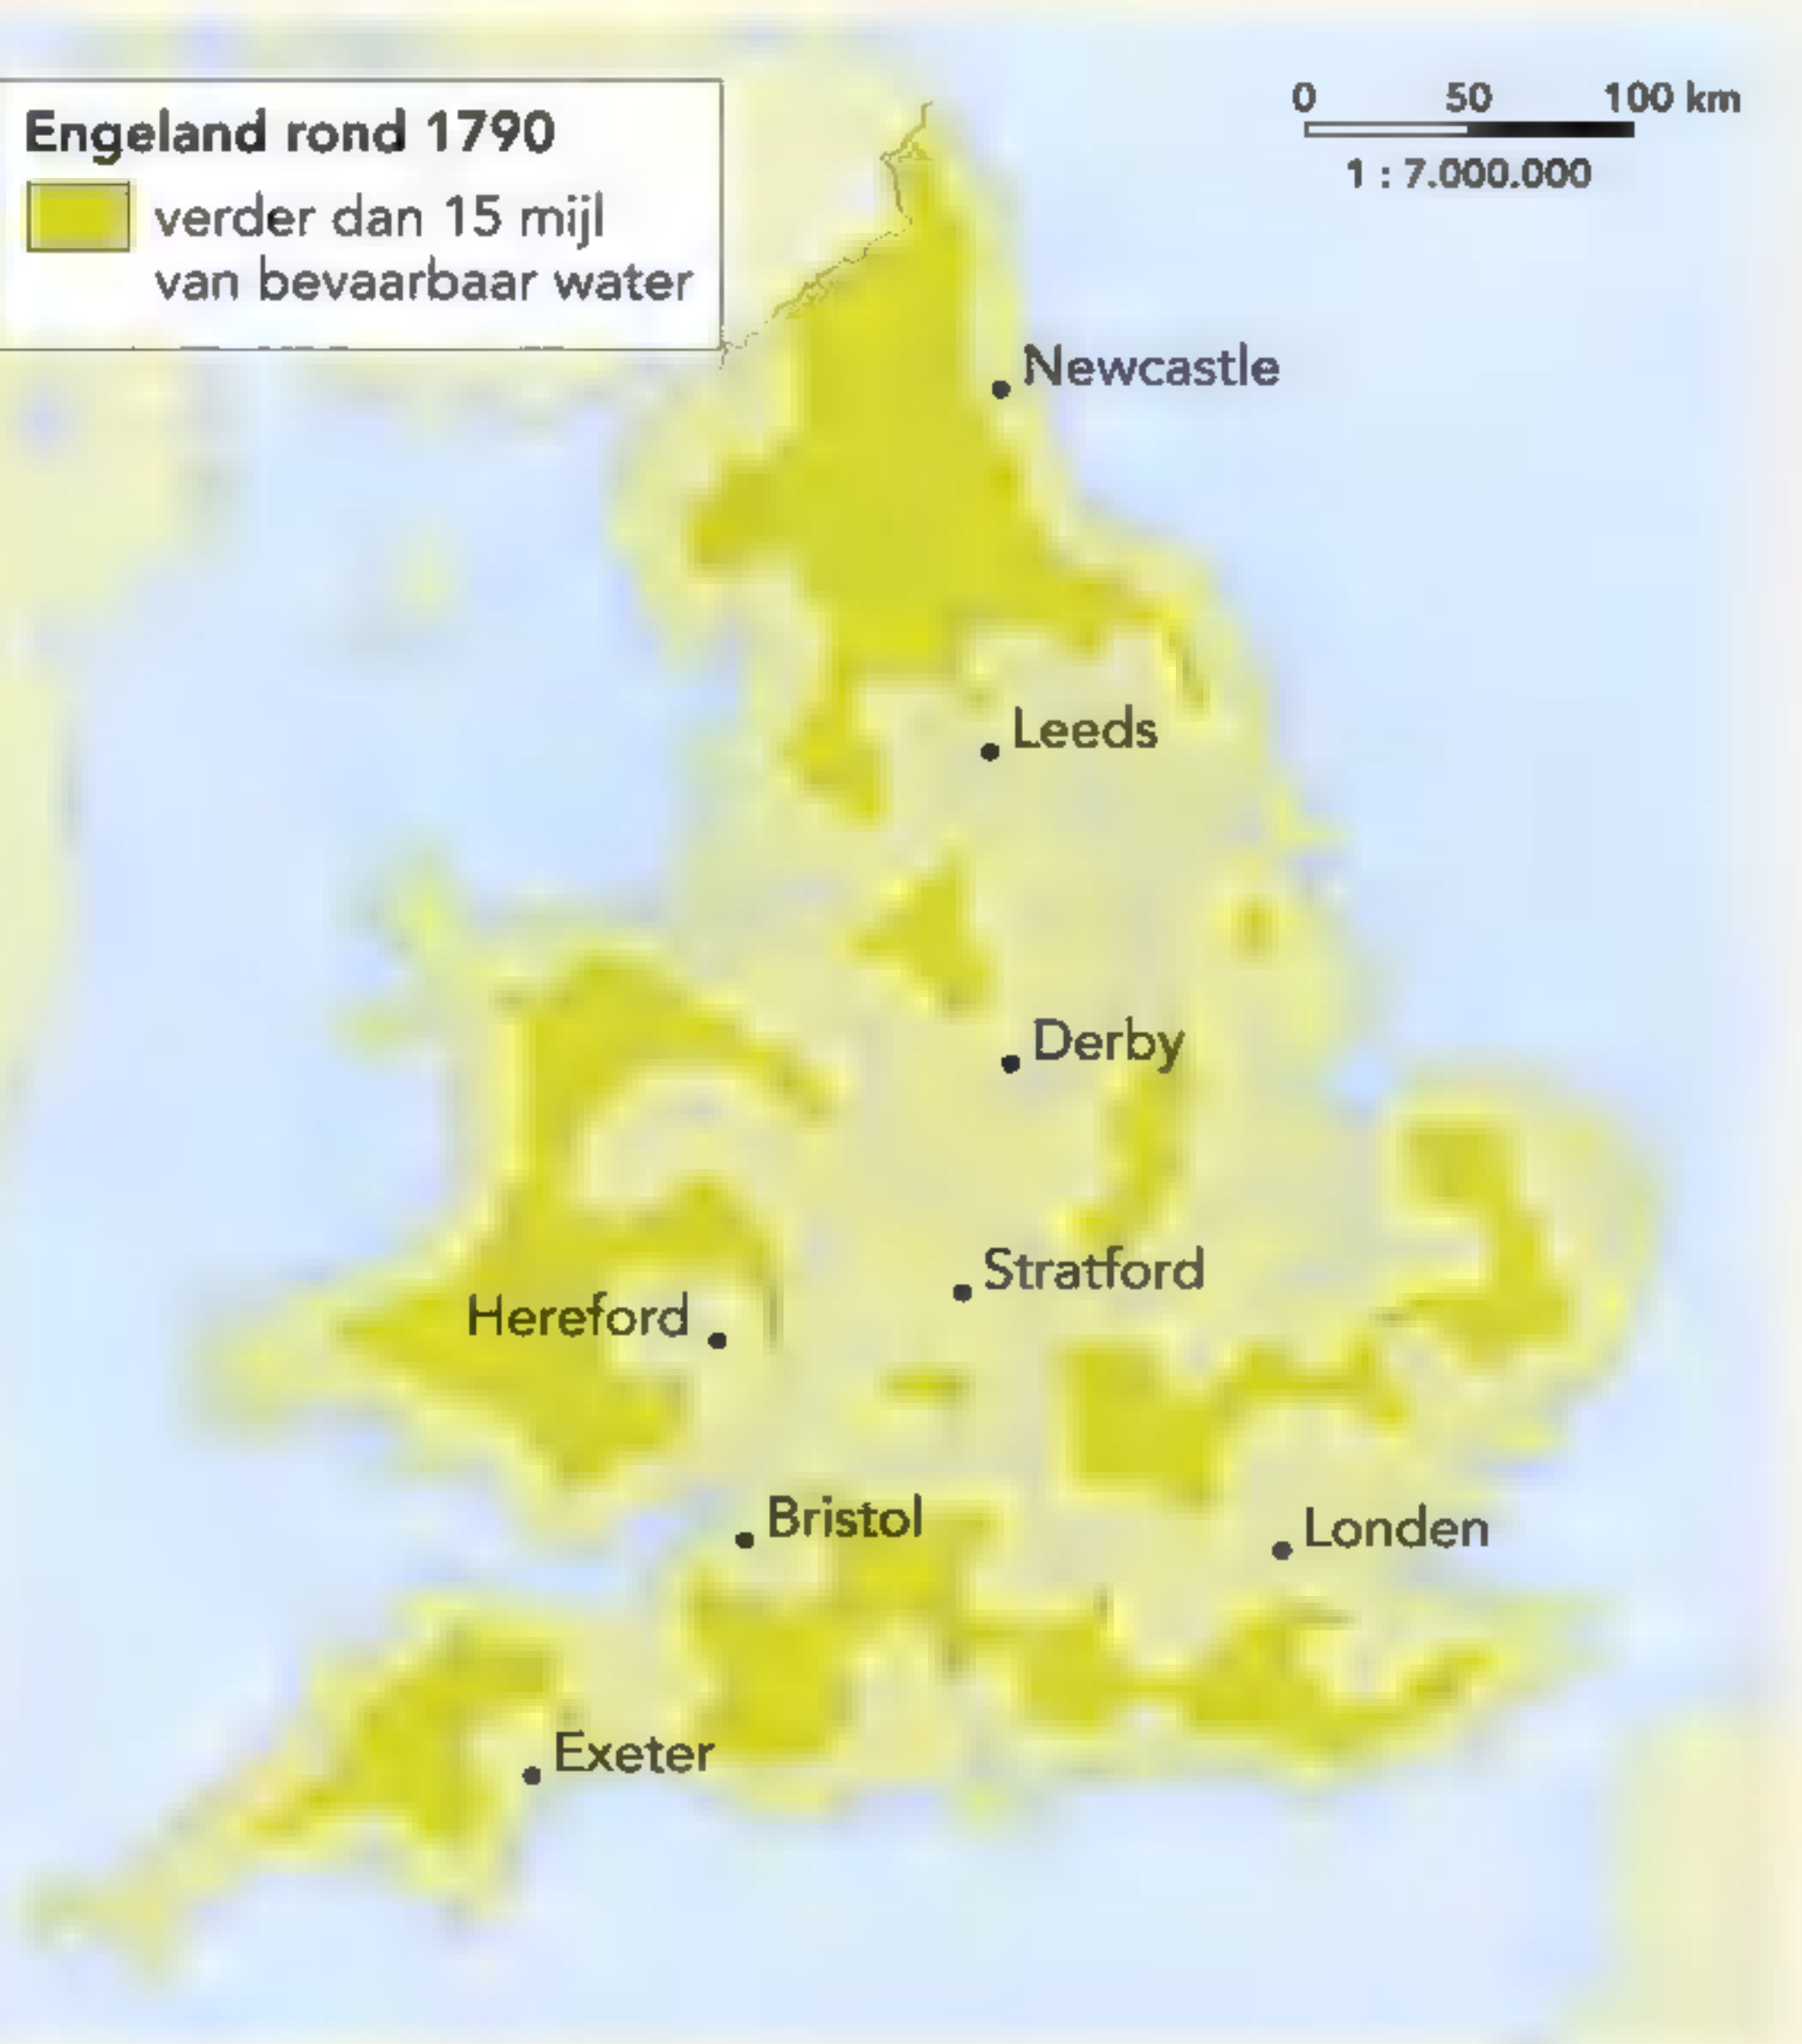 Engeland rond 1790
verder dan 15 mijl
van bevaarbaar water
0 50 100 km
1 : 7.000.000
Newcastle
Leeds
Derby
Stratford
Hereford
Bristol
Londen
Exeter